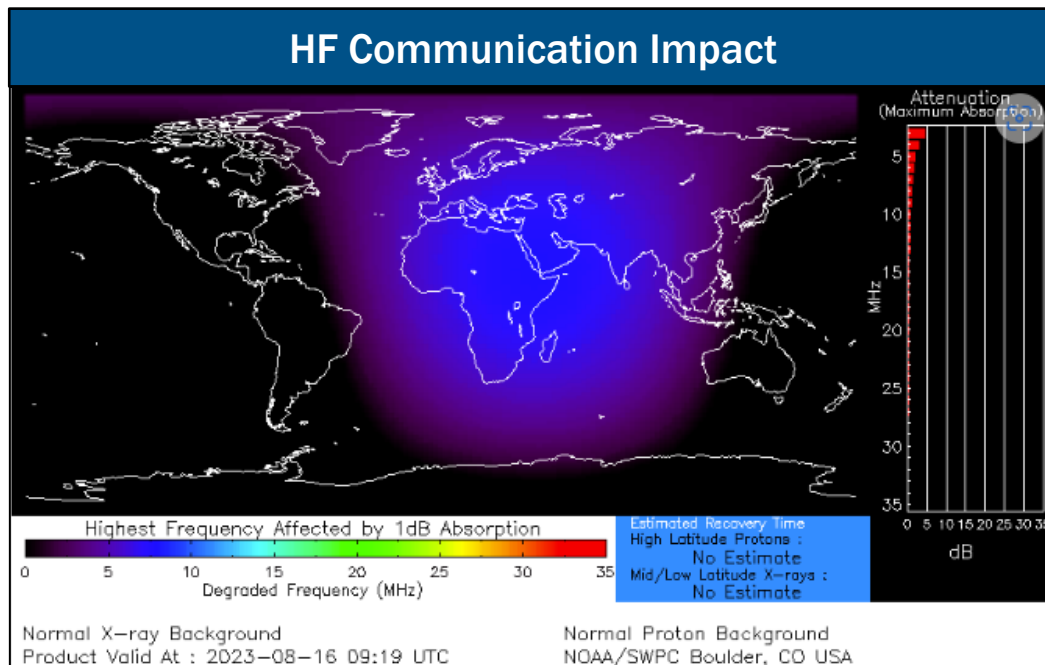 HF Communication Impact
Attenuation
(Maximum Absorption)
5
10
15
20
25
30
35
MHz
0 5 10 15 20 25 30 35
dB
Highest Frequency Affected by 1dB Absorption
0 5 10 15 20 25 30 35
Degraded Frequency (MHz)
Estimated Recovery Time
High Latitude Protons :
No Estimate
Mid/Low Latitude X-rays :
No Estimate
Normal X-ray Background
Product Valid At : 2023-08-16 09:19 UTC
Normal Proton Background
NOAA/SWPC Boulder, CO USA